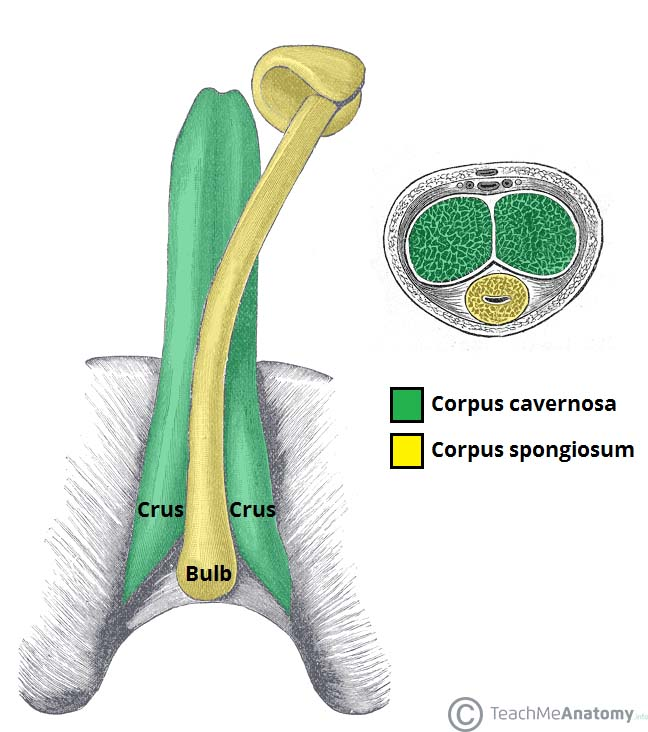 Corpus cavernosa
Corpus spongiosum
Crus Crus
Bulb
© TeachMeAnatomy.info